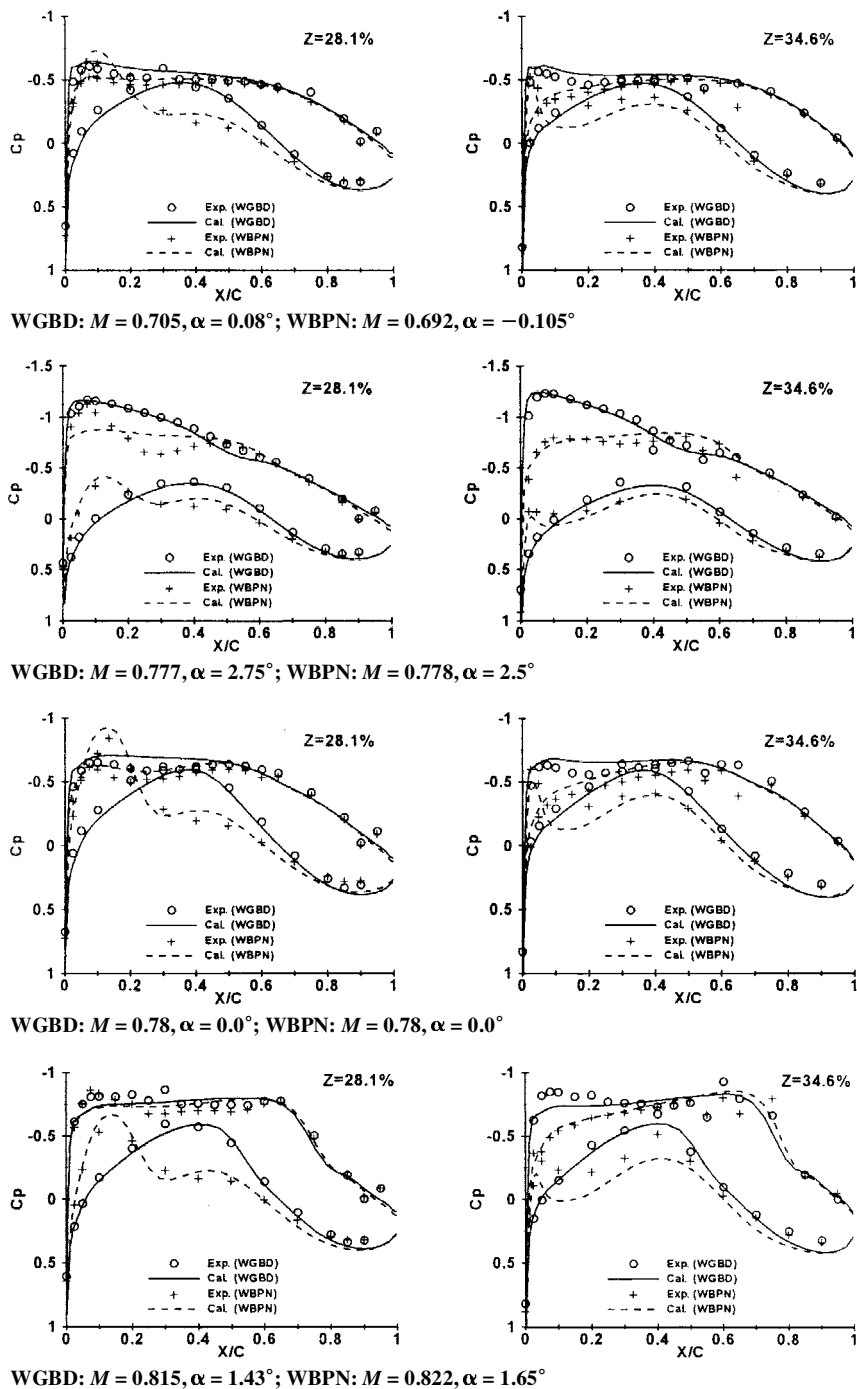 -1
-0.5
0
0.5
1
Cp
Z=28.1%
Exp. (WGBD)
Cal. (WGBD)
Exp. (WBPN)
Cal. (WBPN)
0 0.2 0.4 0.6 0.8 1
X/C
-1
-0.5
0
0.5
1
Cp
Z=34.6%
Exp. (WGBD)
Cal. (WGBD)
Exp. (WBPN)
Cal. (WBPN)
0 0.2 0.4 0.6 0.8 1
X/C
WGBD: M = 0.705, α = 0.08°; WBPN: M = 0.692, α = −0.105°
-1.5
-1
-0.5
0
0.5
1
Cp
Z=28.1%
Exp. (WGBD)
Cal. (WGBD)
Exp. (WBPN)
Cal. (WBPN)
0 0.2 0.4 0.6 0.8 1
X/C
-1.5
-1
-0.5
0
0.5
1
Cp
Z=34.6%
Exp. (WGBD)
Cal. (WGBD)
Exp. (WBPN)
Cal. (WBPN)
0 0.2 0.4 0.6 0.8 1
X/C
WGBD: M = 0.777, α = 2.75°; WBPN: M = 0.778, α = 2.5°
-1
-0.5
0
0.5
1
Cp
Z=28.1%
Exp. (WGBD)
Cal. (WGBD)
Exp. (WBPN)
Cal. (WBPN)
0 0.2 0.4 0.6 0.8 1
X/C
-1
-0.5
0
0.5
1
Cp
Z=34.6%
Exp. (WGBD)
Cal. (WGBD)
Exp. (WBPN)
Cal. (WBPN)
0 0.2 0.4 0.6 0.8 1
X/C
WGBD: M = 0.78, α = 0.0°; WBPN: M = 0.78, α = 0.0°
-1
-0.5
0
0.5
1
Cp
Z=28.1%
Exp. (WGBD)
Cal. (WGBD)
Exp. (WBPN)
Cal. (WBPN)
0 0.2 0.4 0.6 0.8 1
X/C
-1
-0.5
0
0.5
1
Cp
Z=34.6%
Exp. (WGBD)
Cal. (WGBD)
Exp. (WBPN)
Cal. (WBPN)
0 0.2 0.4 0.6 0.8 1
X/C
WGBD: M = 0.815, α = 1.43°; WBPN: M = 0.822, α = 1.65°